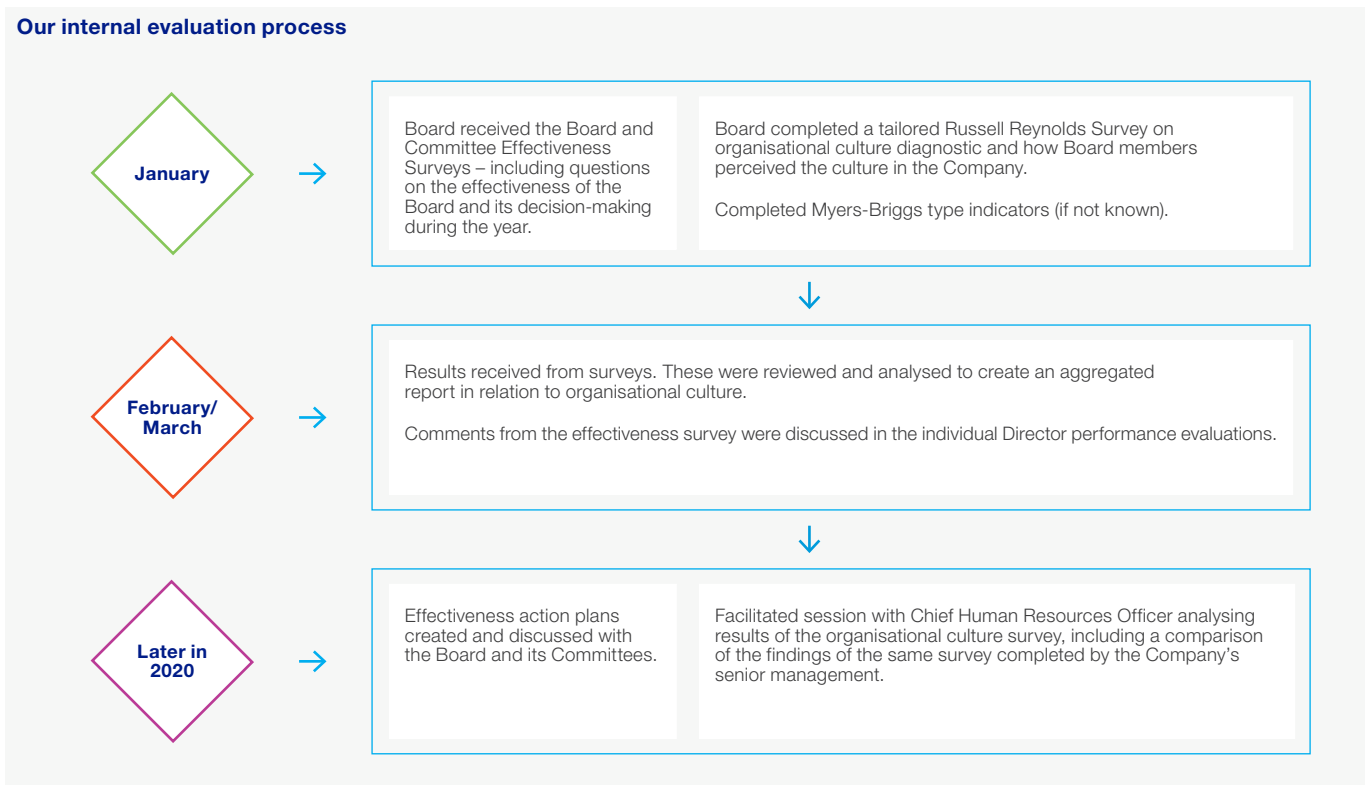 Our internal evaluation process
January
Board received the Board and
Committee Effectiveness
Surveys – including questions
on the effectiveness of the
Board and its decision-making
during the year.
Board completed a tailored Russell Reynolds Survey on
organisational culture diagnostic and how Board members
perceived the culture in the Company.
Completed Myers-Briggs type indicators (if not known).
February/
March
Results received from surveys. These were reviewed and analysed to create an aggregated
report in relation to organisational culture.
Comments from the effectiveness survey were discussed in the individual Director performance evaluations.
Later in
2020
Effectiveness action plans
created and discussed with
the Board and its Committees.
Facilitated session with Chief Human Resources Officer analysing
results of the organisational culture survey, including a comparison
of the findings of the same survey completed by the Company’s
senior management.